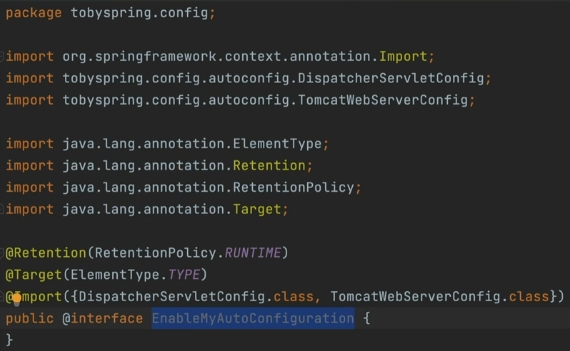 package tobyspring.config;
import org.springframework.context.annotation.Import;
import tobyspring.config.autoconfig.DispatcherServletConfig;
import tobyspring.config.autoconfig.TomcatWebServerConfig;
import java.lang.annotation.ElementType;
import java.lang.annotation.Retention;
import java.lang.annotation.RetentionPolicy;
import java.lang.annotation.Target;
@Retention(RetentionPolicy.RUNTIME)
@Target(ElementType.TYPE)
@Import({DispatcherServletConfig.class, TomcatWebServerConfig.class})
public @interface EnableMyAutoConfiguration {
}